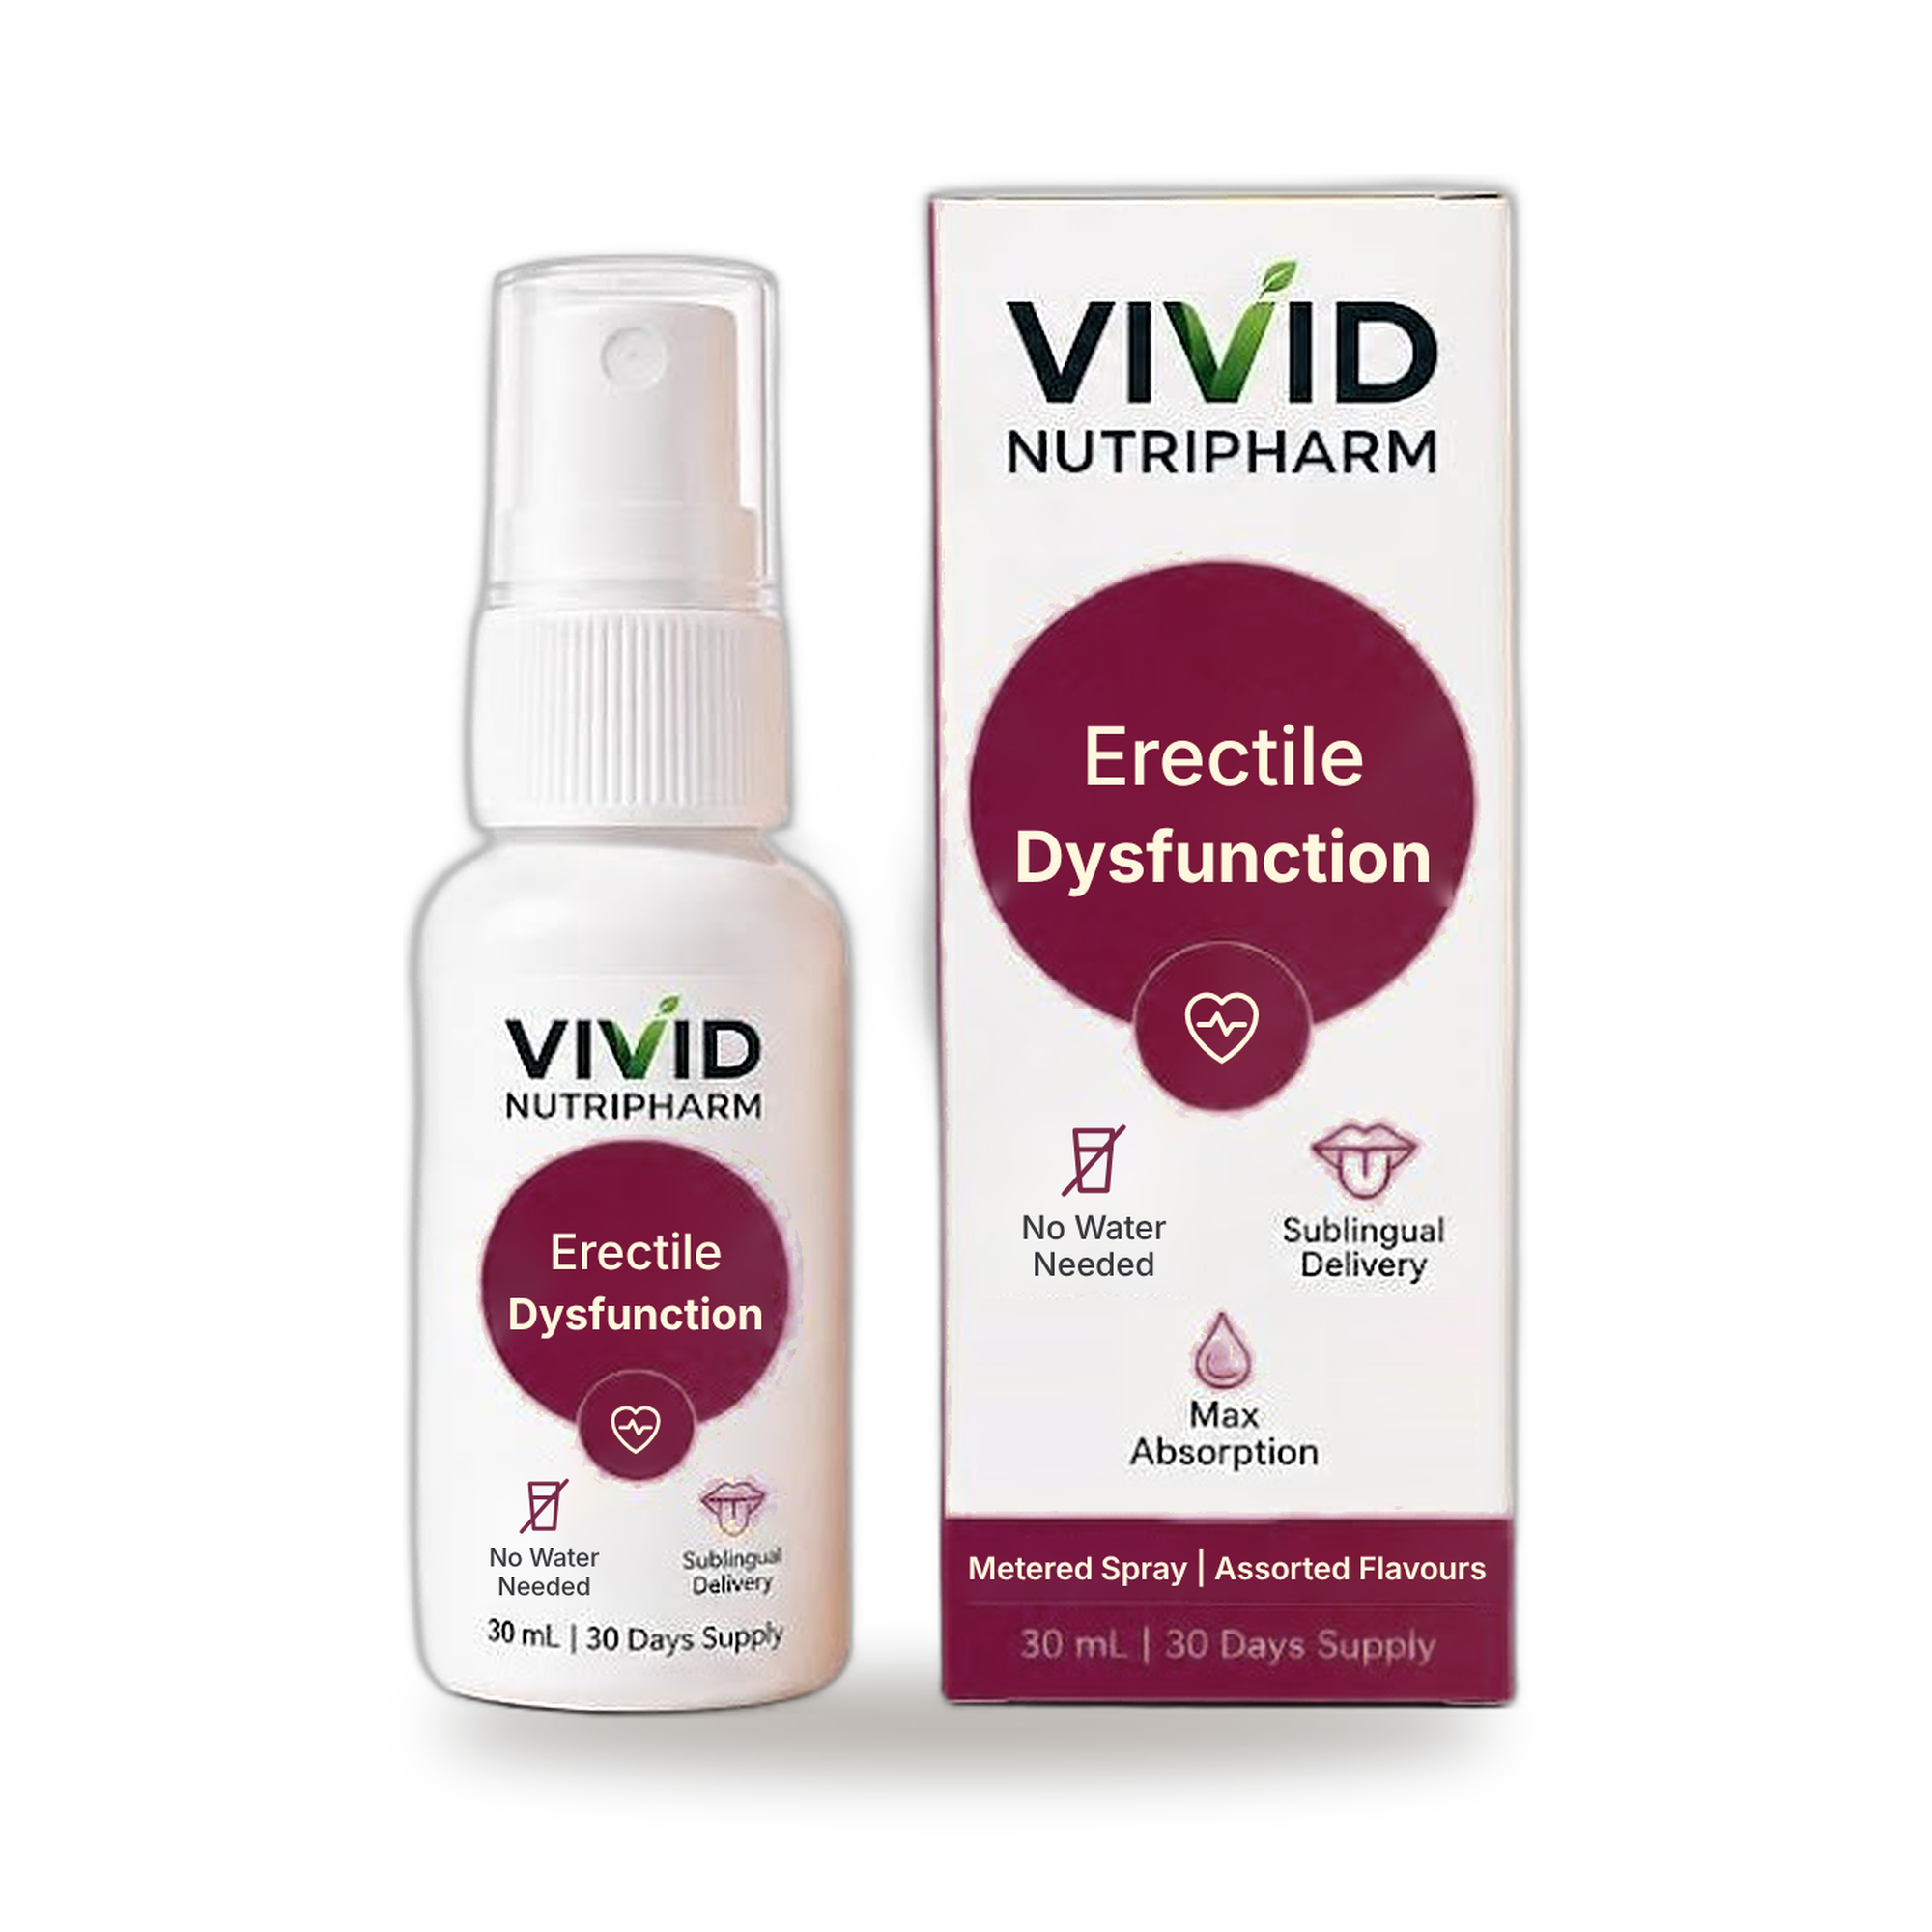 VIVID
NUTRIPHARM
Erectile
Dysfunction
No Water
Needed
Sublingual
Delivery
30 mL | 30 Days Supply
VIVID
NUTRIPHARM
Erectile
Dysfunction
No Water
Needed
Sublingual
Delivery
Max
Absorption
Metered Spray | Assorted Flavours
30 mL | 30 Days Supply